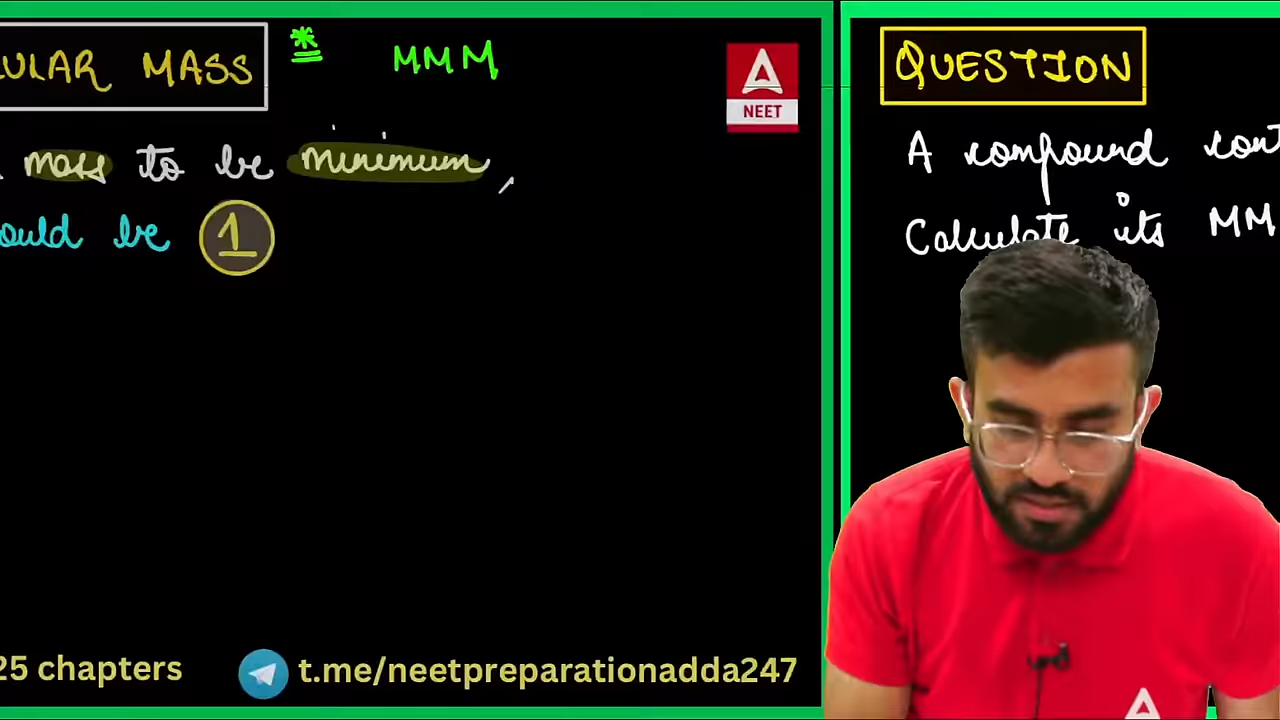 ULAR MASS * MMM
mass to be minimum,
ould be 1
NEET
25 chapters
t.me/neetpreparationadda247
QUESTION
A compound cont
Calculate its MM